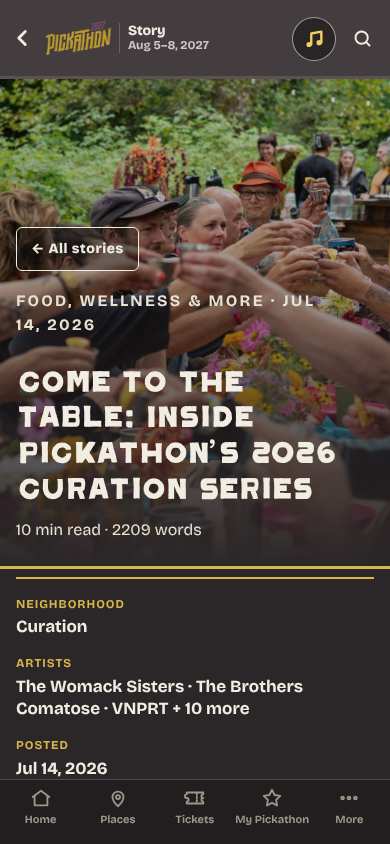 PICKATHON
Story
Aug 5–8, 2027
← All stories
FOOD, WELLNESS & MORE · JUL
14, 2026
COME TO THE
TABLE: INSIDE
PICKATHON'S 2026
CURATION SERIES
10 min read · 2209 words
NEIGHBORHOOD
Curation
ARTISTS
The Womack Sisters · The Brothers
Comatose · VNPRT + 10 more
POSTED
Jul 14, 2026
Home
Places
Tickets
My Pickathon
More